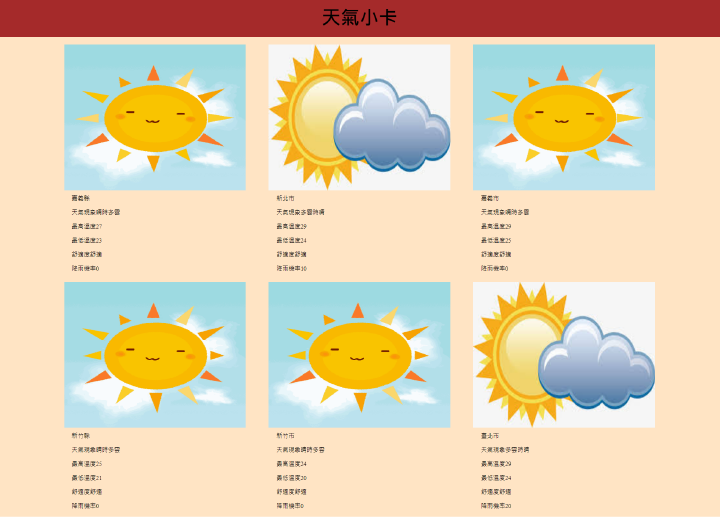 天氣小卡
嘉義縣
天氣現象晴時多雲
最高溫度27
最低溫度23
舒適度舒適
降雨機率0
新北市
天氣現象多雲時晴
最高溫度29
最低溫度24
舒適度舒適
降雨機率10
嘉義市
天氣現象晴時多雲
最高溫度29
最低溫度25
舒適度舒適
降雨機率0
新竹縣
天氣現象晴時多雲
最高溫度25
最低溫度21
舒適度舒適
降雨機率0
新竹市
天氣現象晴時多雲
最高溫度24
最低溫度20
舒適度舒適
降雨機率0
臺北市
天氣現象多雲時晴
最高溫度29
最低溫度24
舒適度舒適
降雨機率20